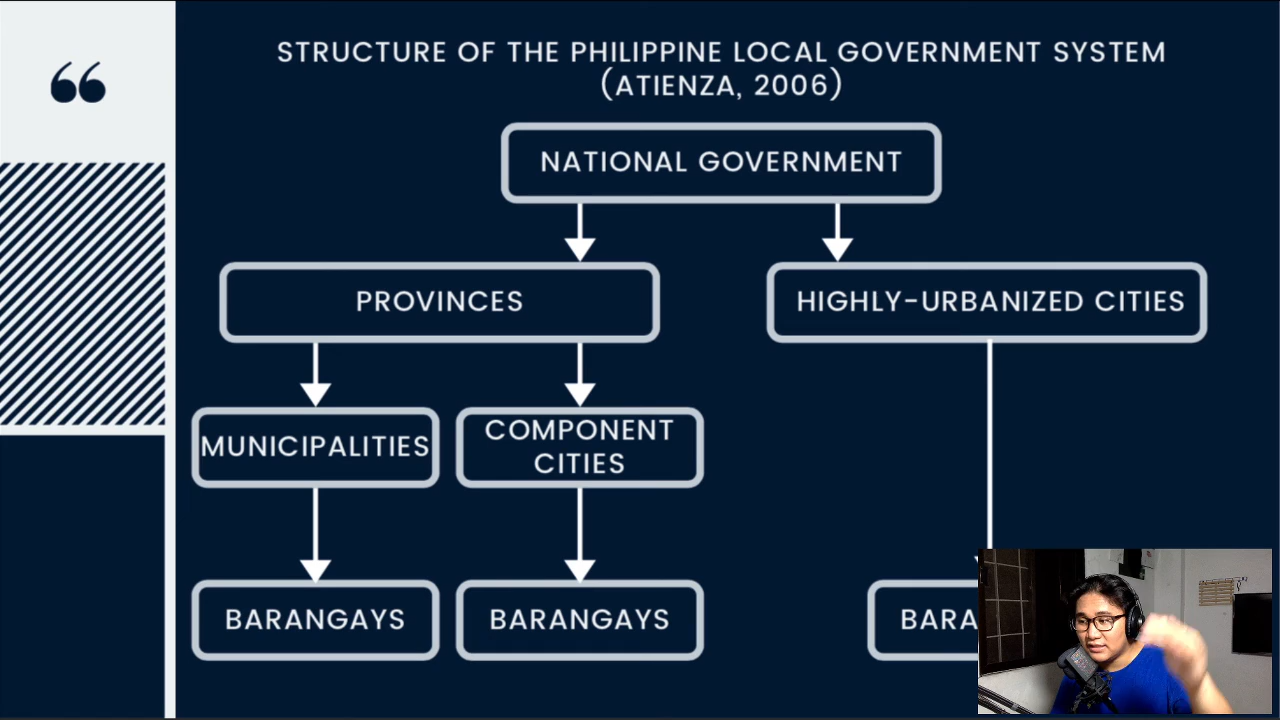 “
STRUCTURE OF THE PHILIPPINE LOCAL GOVERNMENT SYSTEM
(ATIENZA, 2006)
NATIONAL GOVERNMENT
PROVINCES
HIGHLY-URBANIZED CITIES
MUNICIPALITIES
COMPONENT
CITIES
BARANGAYS
BARANGAYS